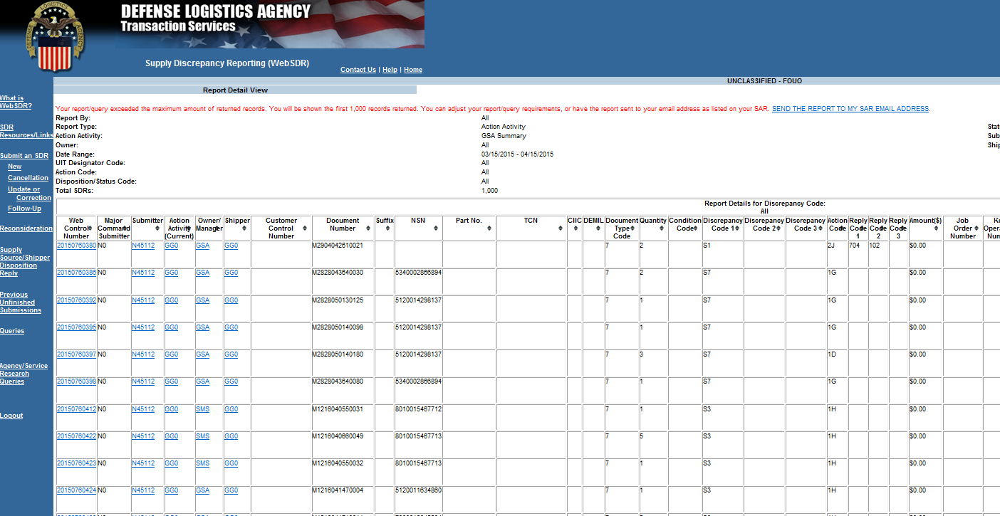 DEFENSE LOGISTICS AGENCY
Transaction Services
Supply Discrepancy Reporting (WebSDR)
Contact Us | Help | Home
UNCLASSIFIED - FOUO
Report Detail View
What is
WebSDR?
SDR
Resources/Links
Submit an SDR
New
Cancellation
Update or
Correction
Follow-Up
Reconsideration
Supply
Source/Shipper
Disposition
Reply
Previous
Unfinished
Submissions
Queries
Agency/Service
Research
Queries
Logout
Your report/query exceeded the maximum amount of returned records. You will be shown the first 1,000 records returned. You can adjust your report/query requirements, or have the report sent to your email address as listed on your SAR. SEND THE REPORT TO MY SAR EMAIL ADDRESS.
Report By: All
Report Type: Action Activity Stat
Action Activity: GSA Summary Sub
Owner: All Ship
Date Range: 03/15/2015 - 04/15/2015
UIT Designator Code: All
Action Code: All
Disposition/Status Code: All
Total SDRs: 1,000
Report Details for Discrepancy Code:
All
Web Control Number Major Command Submitter Submitter Action Activity (Current) Owner/ Manager Shipper Customer Control Number Document Number Suffix NSN Part No. TCN CIIC DEMIL Document Type Code Quantity Condition Code Discrepancy Code 1 Discrepancy Code 2 Discrepancy Code 3 Action Code Reply Code 1 Reply Code 2 Reply Code 3 Amount($) Job Order Number Ke Opera Num
20150760380 N0 N45112 GG0 GSA GG0 M2904042610021 7 2 S1 2J 704 102 $0.00
20150760386 N0 N45112 GG0 GSA GG0 M2828043640030 5340002866894 7 2 S7 1G $0.00
20150760392 N0 N45112 GG0 GSA GG0 M2828050130125 5120014298137 7 1 S7 1G $0.00
20150760395 N0 N45112 GG0 GSA GG0 M2828050140098 5120014298137 7 1 S7 1G $0.00
20150760397 N0 N45112 GG0 GSA GG0 M2828050140180 5120014298137 7 3 S7 1D $0.00
20150760398 N0 N45112 GG0 GSA GG0 M2828043640080 5340002866894 7 1 S7 1G $0.00
20150760412 N0 N45112 GG0 SMS GG0 M1216040550031 8010015467712 7 1 S3 1H $0.00
20150760422 N0 N45112 GG0 SMS GG0 M1216040660049 8010015467713 7 5 S3 1H $0.00
20150760423 N0 N45112 GG0 SMS GG0 M1216040550032 8010015467713 7 1 S3 1H $0.00
20150760424 N0 N45112 GG0 GSA GG0 M1216041470004 5120011634860 7 1 S3 1H $0.00